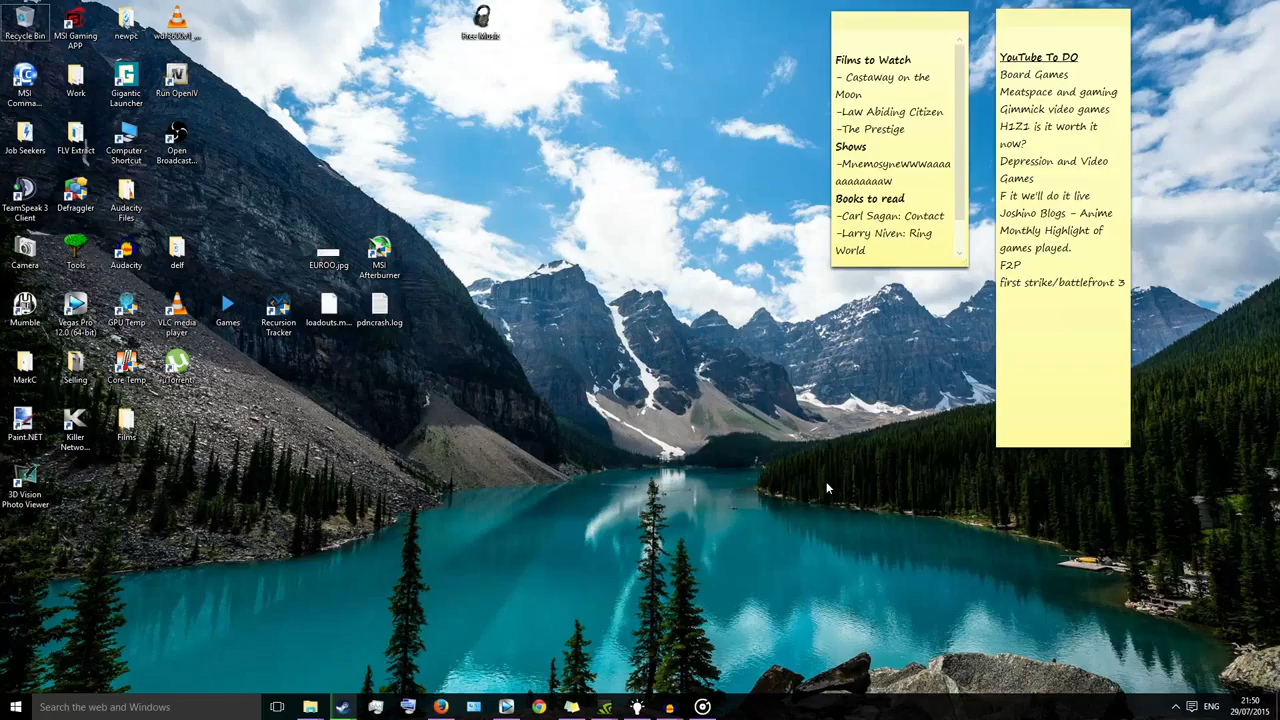 Recycle Bin
MSI Gaming
APP
newpc
Free Music
MSI
Comma...
Work
Gigantic
Launcher
Run OpenIV
Job Seekers
FLV Extract
Computer -
Shortcut
Open
Broadcast...
TeamSpeak 3
Client
Defraggler
Audacity
Files
Camera
Tools
Audacity
delf
EUROO.jpg
MSI
Afterburner
Mumble
Vegas Pro
12.0 (64-bit)
GPU Temp
VLC media
player
Games
Recursion
Tracker
loadouts.m...
pdncrash.log
MarkC
Selling
Core Temp
uTorrent
Paint.NET
Killer
Netwo...
Films
3D Vision
Photo Viewer
Films to Watch
- Castaway on the
Moon
-Law Abiding Citizen
-The Prestige
Shows
-Mnemosynewwwaaaa
aaaaaaaaw
Books to read
-Carl Sagan: Contact
-Larry Niven: Ring
World
YouTube To DO
Board Games
Meatspace and gaming
Gimmick video games
H1Z1 is it worth it
now?
Depression and Video
Games
F it we'll do it live
Joshino Blogs - Anime
Monthly Highlight of
games played.
F2P
first strike/battlefront 3
Search the web and Windows
ENG
21:50
29/07/2015